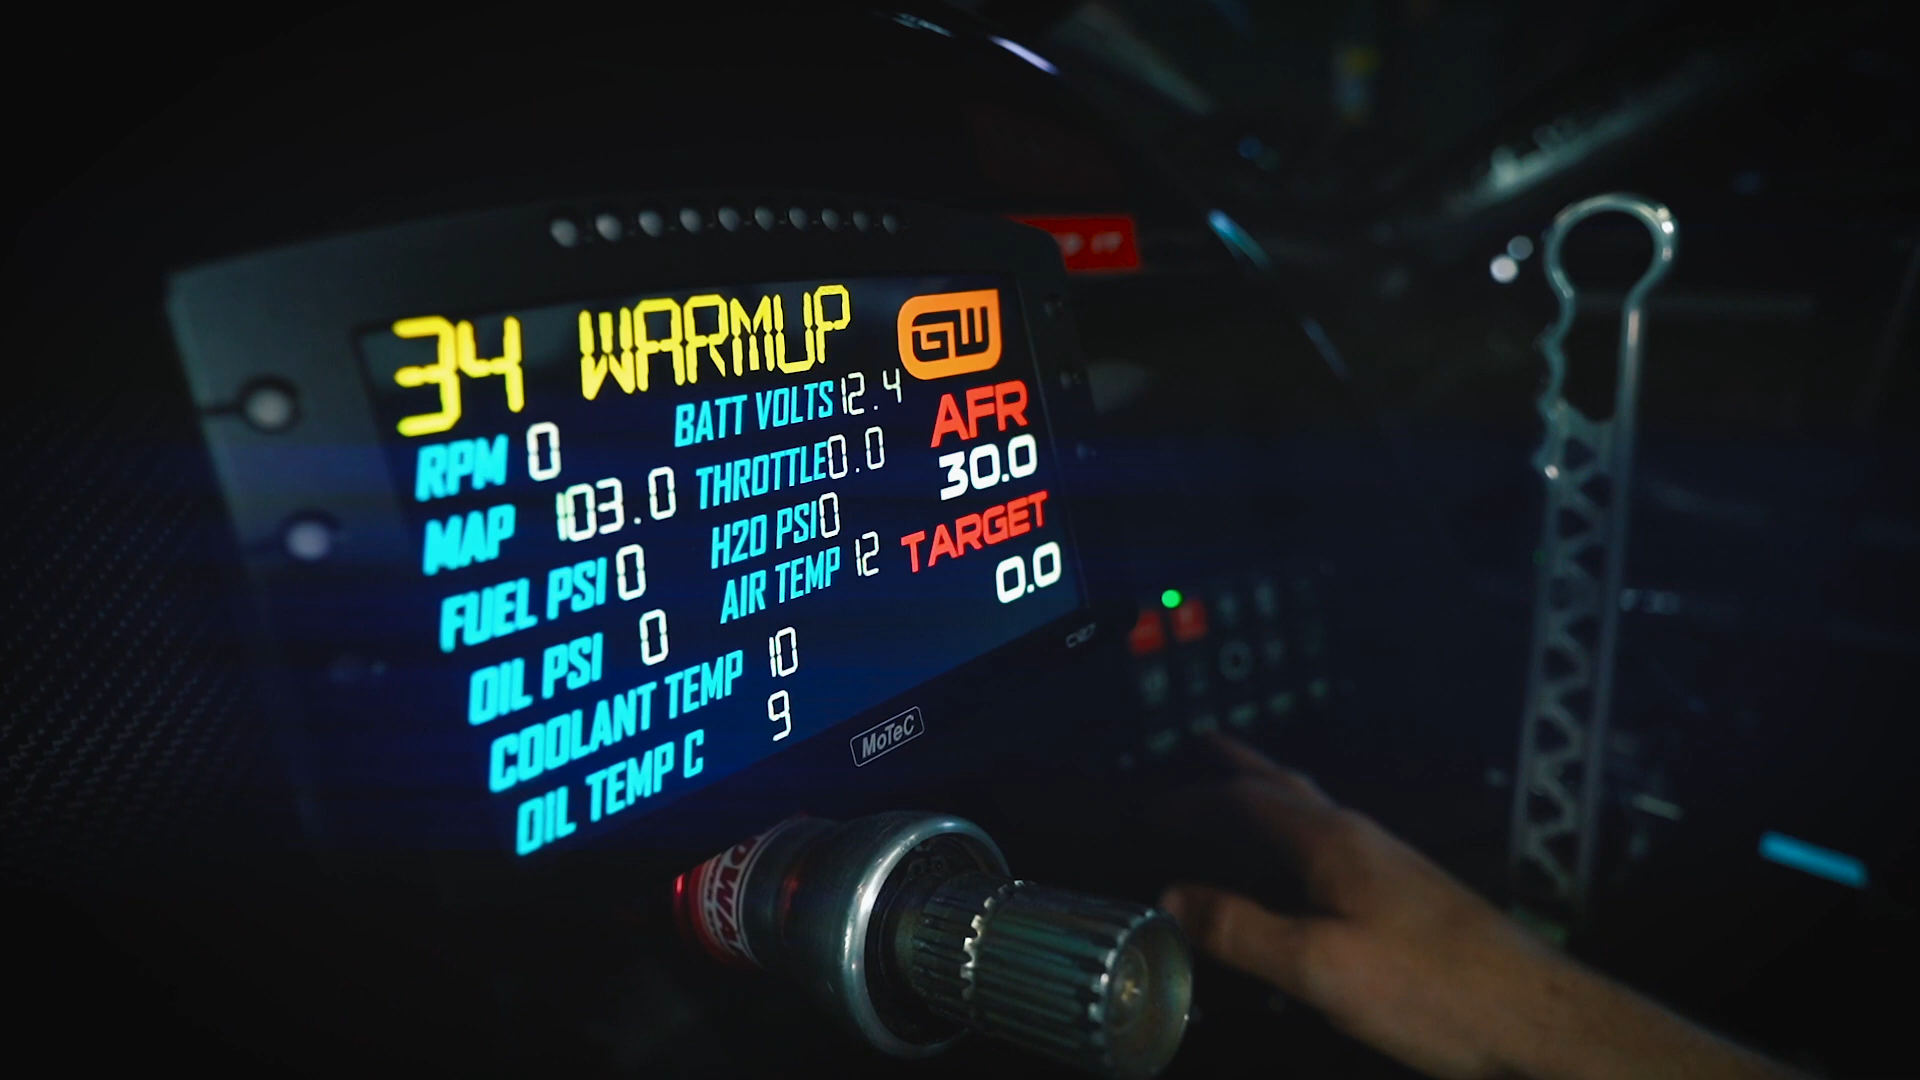 34 WARMUP
GW
RPM 0
BATT VOLTS 12.4
AFR
30.0
MAP 103.0
THROTTLE 0.0
FUEL PSI 0
H2O PSI 0
TARGET
0.0
OIL PSI 0
AIR TEMP 12
COOLANT TEMP 10
OIL TEMP C 9
MoTeC